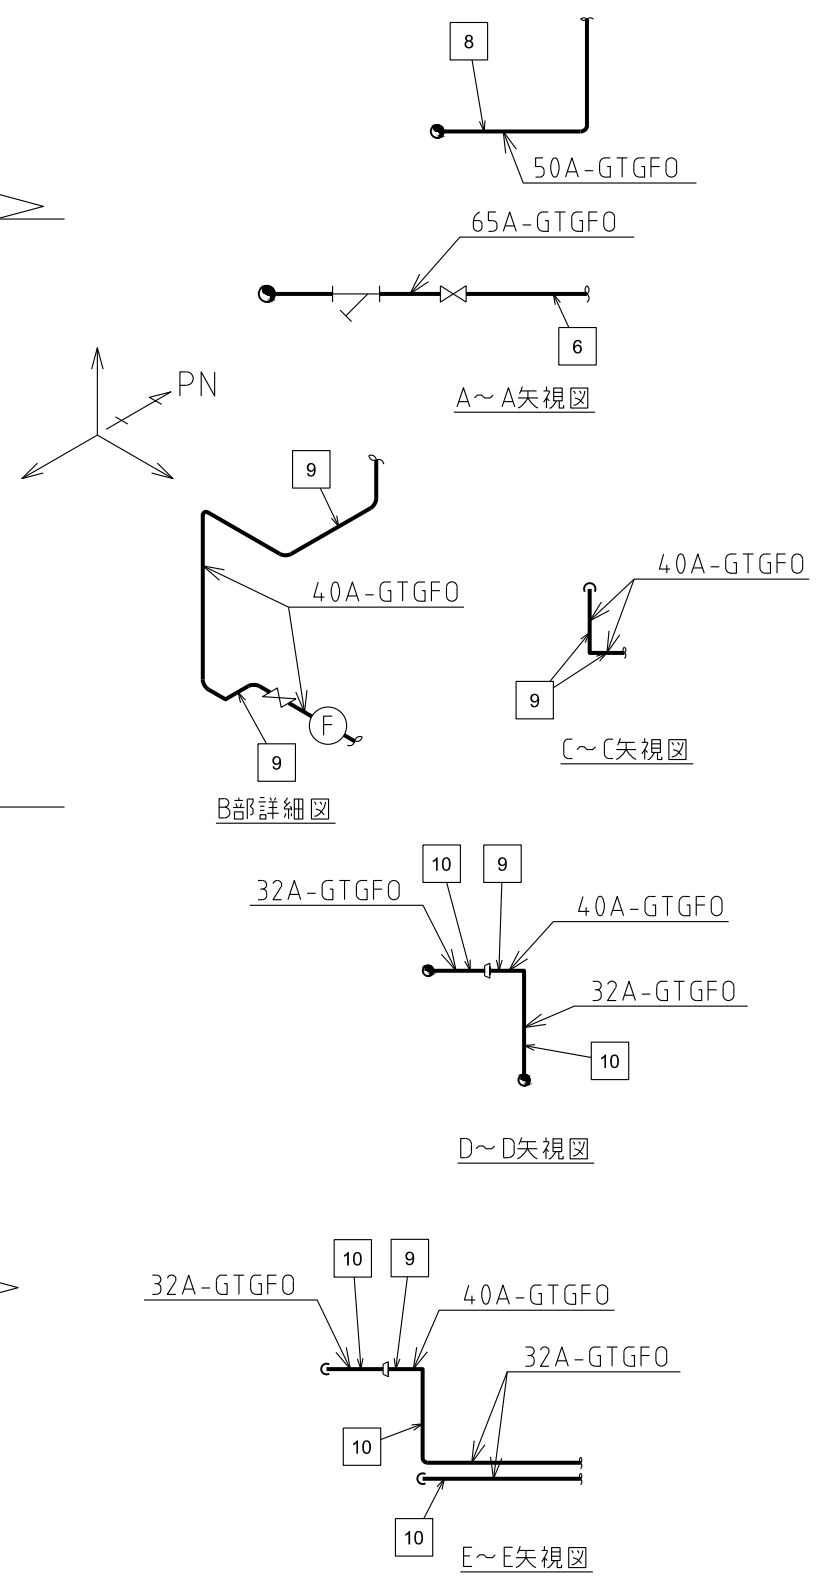 8
50A-GTGFO
65A-GTGFO
6
A～A矢視図
PN
9
40A-GTGFO
9
B部詳細図
40A-GTGFO
9
C～C矢視図
10
9
32A-GTGFO
40A-GTGFO
32A-GTGFO
10
D～D矢視図
10
9
32A-GTGFO
40A-GTGFO
32A-GTGFO
10
10
E～E矢視図
F